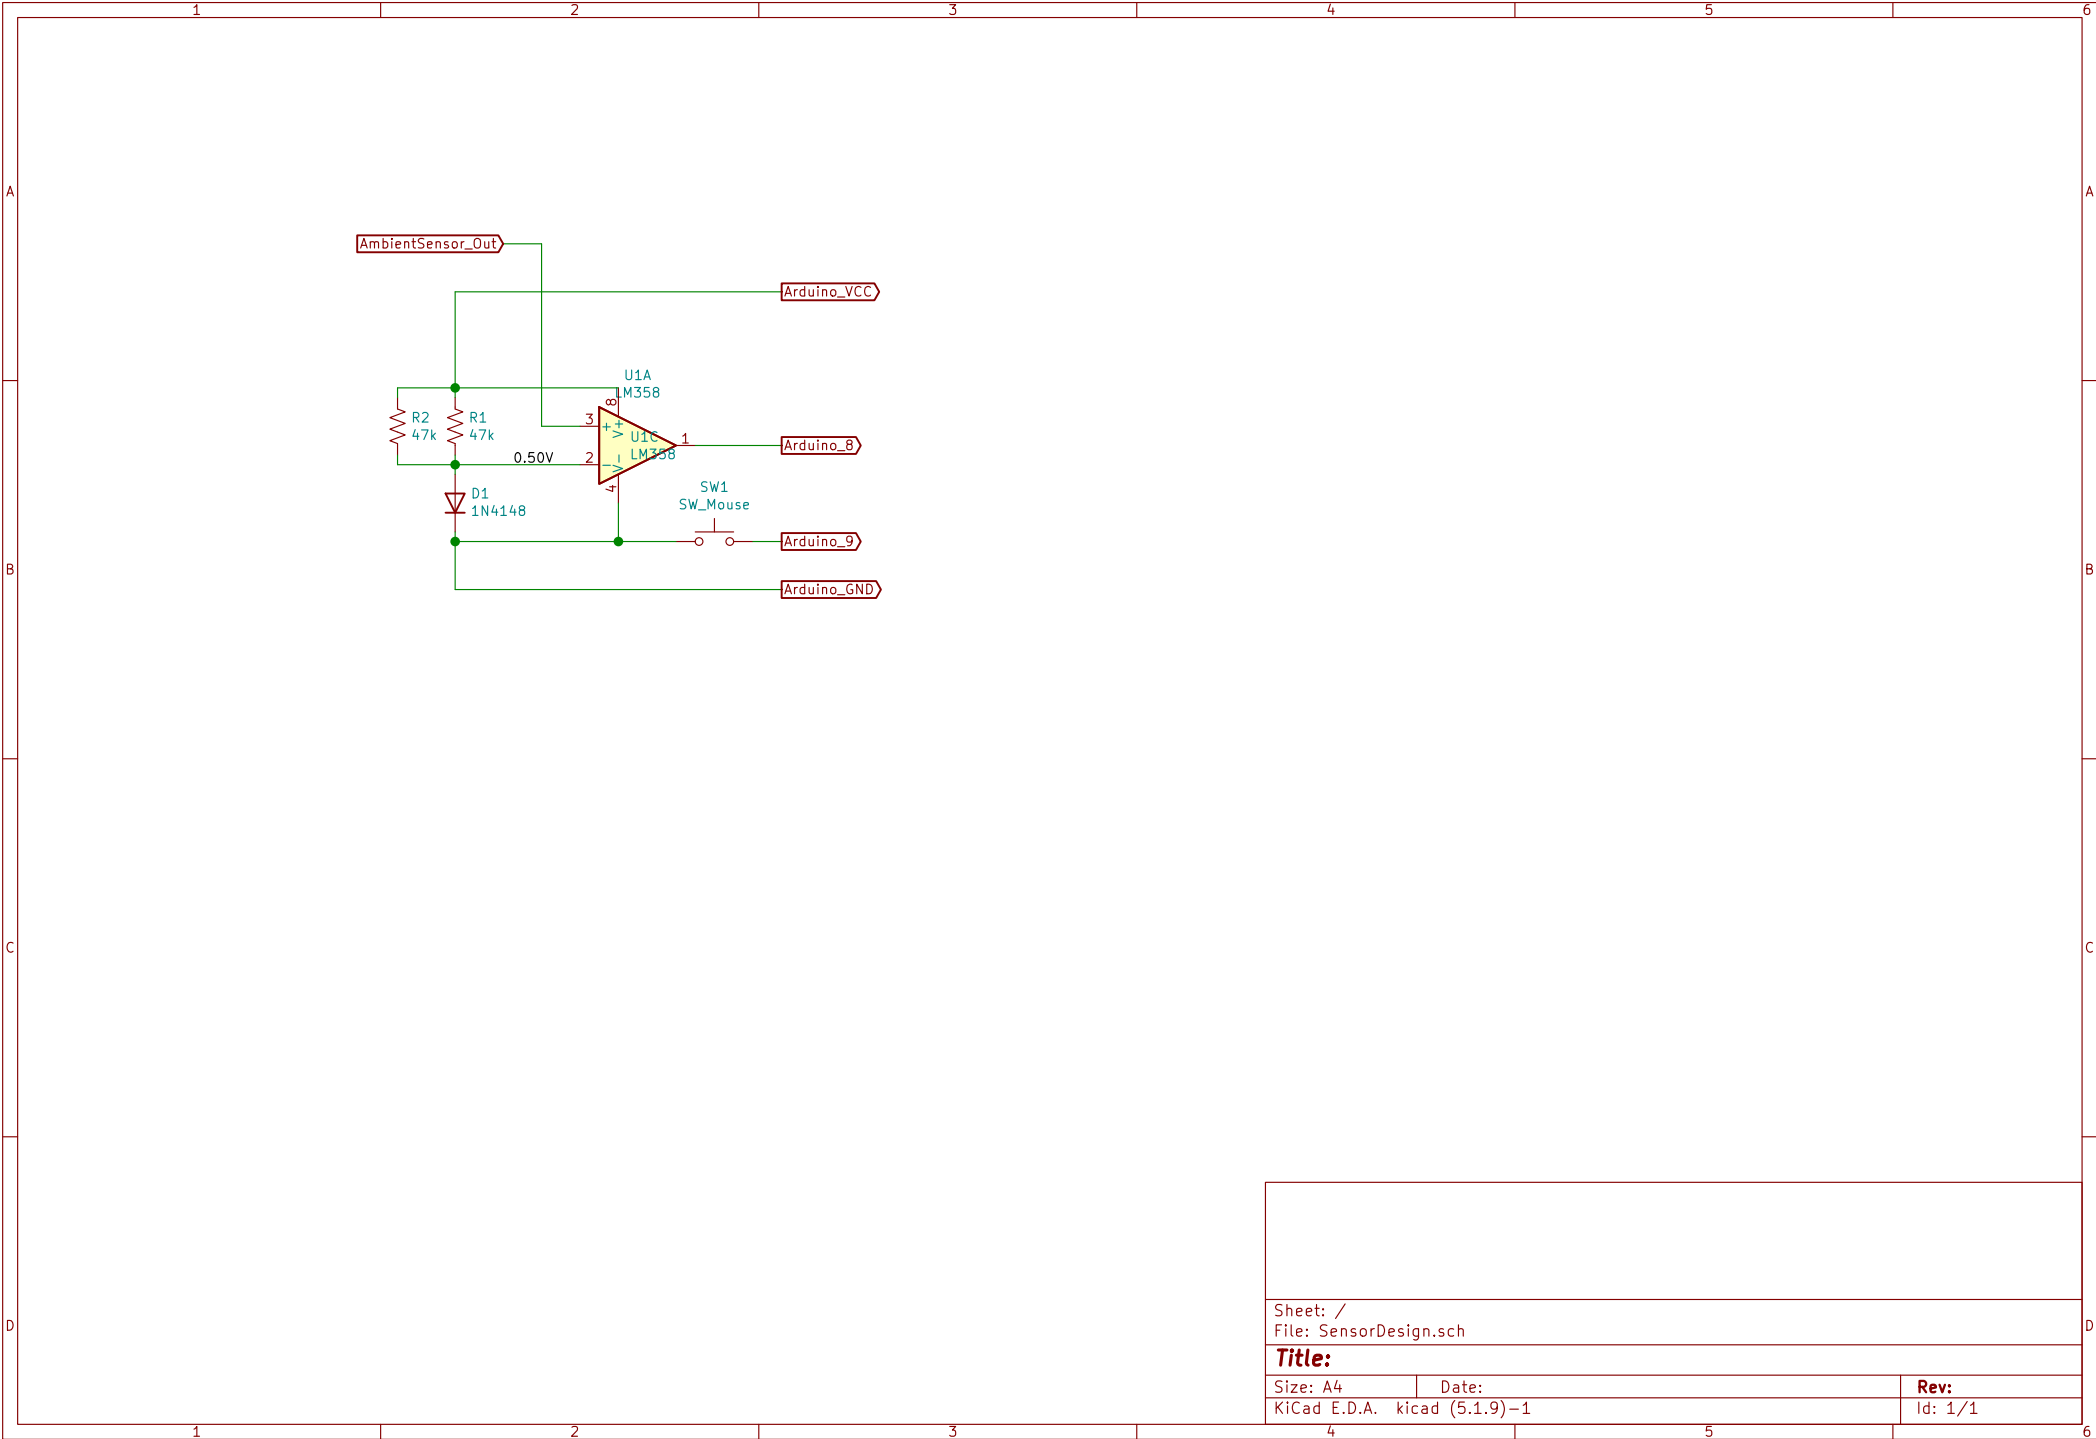 1 2 3 4 5 6
A A
AmbientSensor_Out
Arduino_VCC
U1A
LM358
8
R2
47k
R1
47k
3
+
V+
U1C
LM358
1
Arduino_8
0.50V
2
−
V-
4
D1
1N4148
SW1
SW_Mouse
Arduino_9
B B
Arduino_GND
C C
Sheet: /
File: SensorDesign.sch
D D
Title:
Size: A4 Date: Rev:
KiCad E.D.A. kicad (5.1.9)-1 Id: 1/1
1 2 3 4 5 6